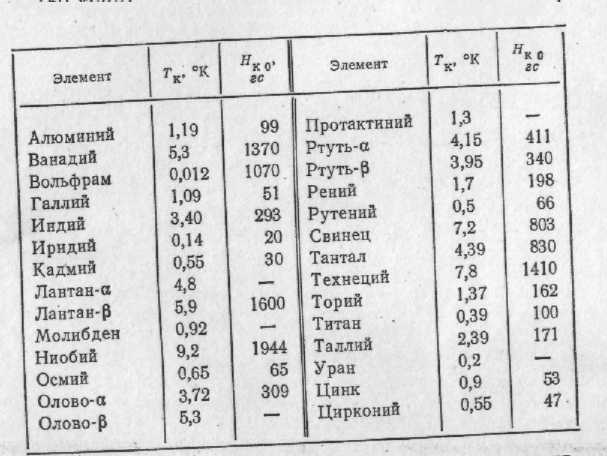 Элемент Tк, °К Hк 0, гс Элемент Tк, °К Hк 0 гс
Алюминий 1,19 99 Протактиний 1,3 —
Ванадий 5,3 1370 Ртуть-α 4,15 411
Вольфрам 0,012 1070 Ртуть-β 3,95 340
Галлий 1,09 51 Рений 1,7 198
Индий 3,40 293 Рутений 0,5 66
Иридий 0,14 20 Свинец 7,2 803
Кадмий 0,55 30 Тантал 4,39 830
Лантан-α 4,8 — Технеций 7,8 1410
Лантан-β 5,9 1600 Торий 1,37 162
Молибден 0,92 — Титан 0,39 100
Ниобий 9,2 1944 Таллий 2,39 171
Осмий 0,65 65 Уран 0,2 —
Олово-α 3,72 309 Цинк 0,9 53
Олово-β 5,3 — Цирконий 0,55 47